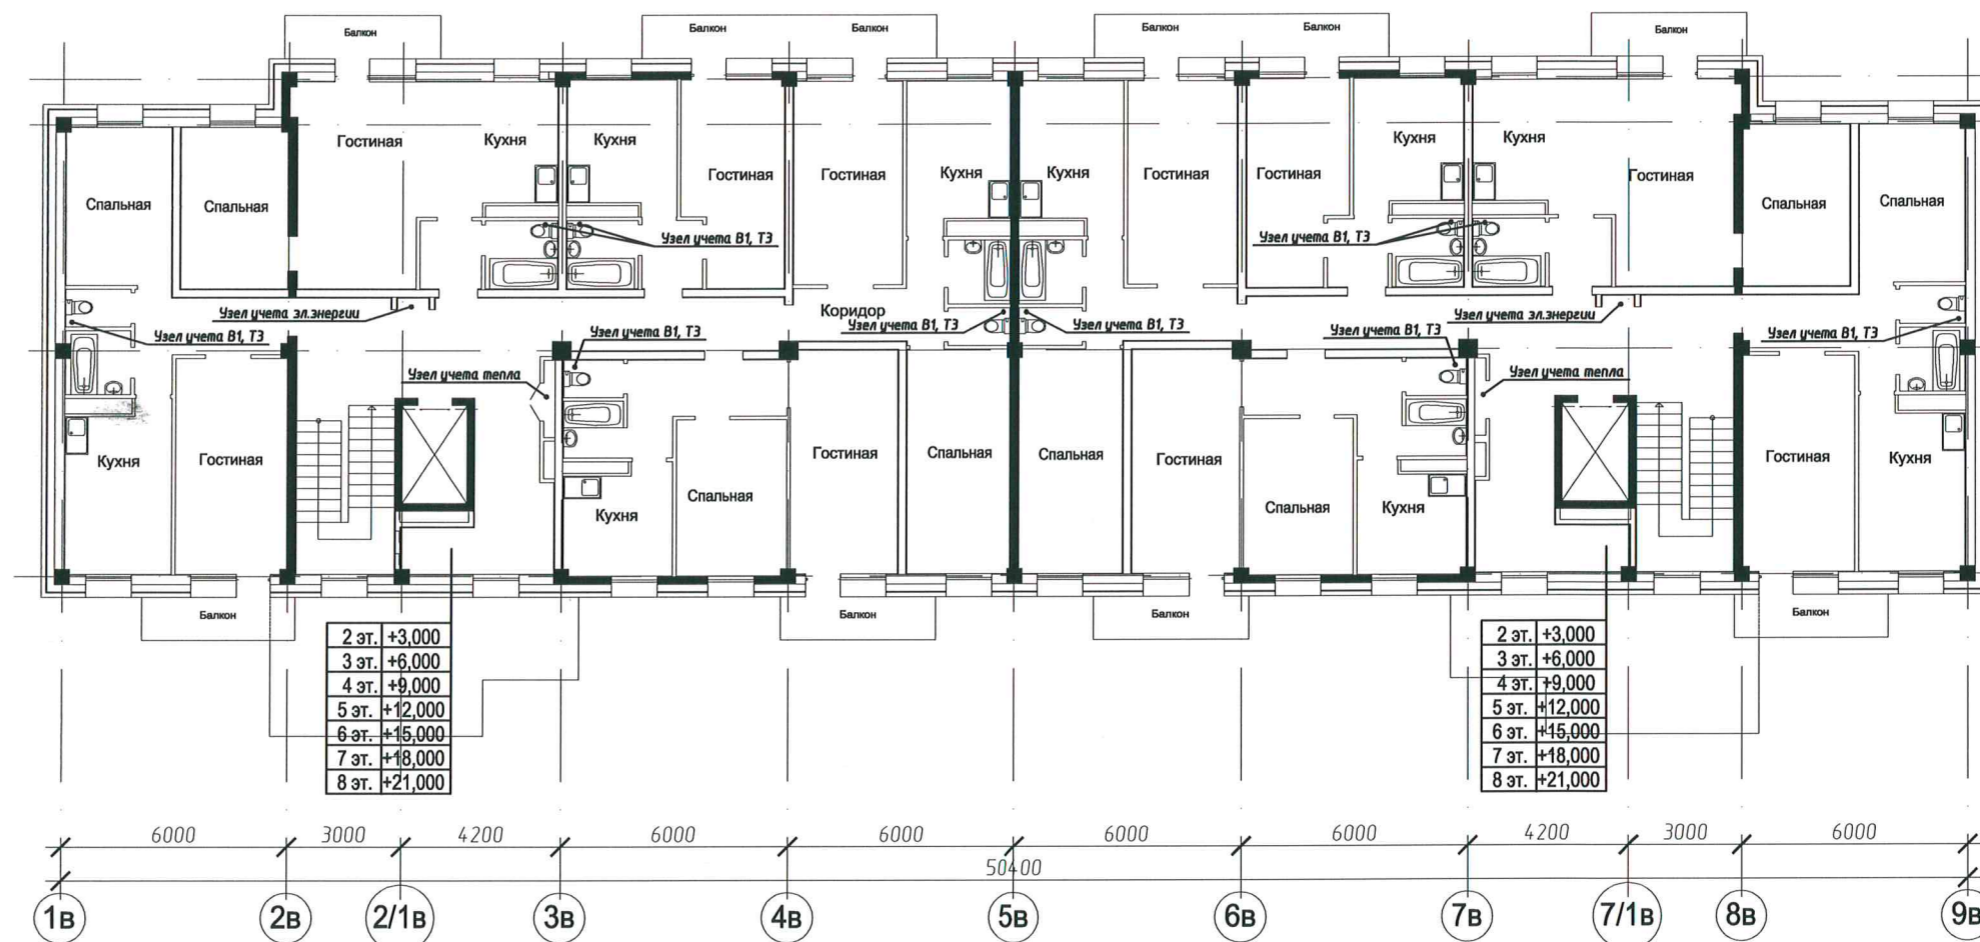 Балкон
Балкон Балкон
Балкон Балкон
Балкон
Гостиная
Кухня
Кухня
Гостиная
Гостиная
Кухня
Кухня
Гостиная
Гостиная
Кухня
Кухня
Гостиная
Спальная
Спальная
Спальная
Спальная
Узел учета В1, Т3
Узел учета В1, Т3
Узел учета эл.энергии
Коридор
Узел учета эл.энергии
Узел учета В1, Т3
Узел учета В1, Т3
Узел учета В1, Т3
Узел учета В1, Т3
Узел учета В1, Т3
Узел учета В1, Т3
Узел учета тепла
Узел учета тепла
Кухня
Гостиная
Кухня
Спальная
Гостиная
Спальная
Спальная
Гостиная
Спальная
Кухня
Гостиная
Кухня
Балкон
Балкон
Балкон
Балкон
2 эт. +3,000
3 эт. +6,000
4 эт. +9,000
5 эт. +12,000
6 эт. +15,000
7 эт. +18,000
8 эт. +21,000
2 эт. +3,000
3 эт. +6,000
4 эт. +9,000
5 эт. +12,000
6 эт. +15,000
7 эт. +18,000
8 эт. +21,000
6000 3000 4200 6000 6000 6000 6000 4200 3000 6000
50400
1в 2в 2/1в 3в 4в 5в 6в 7в 7/1в 8в 9в